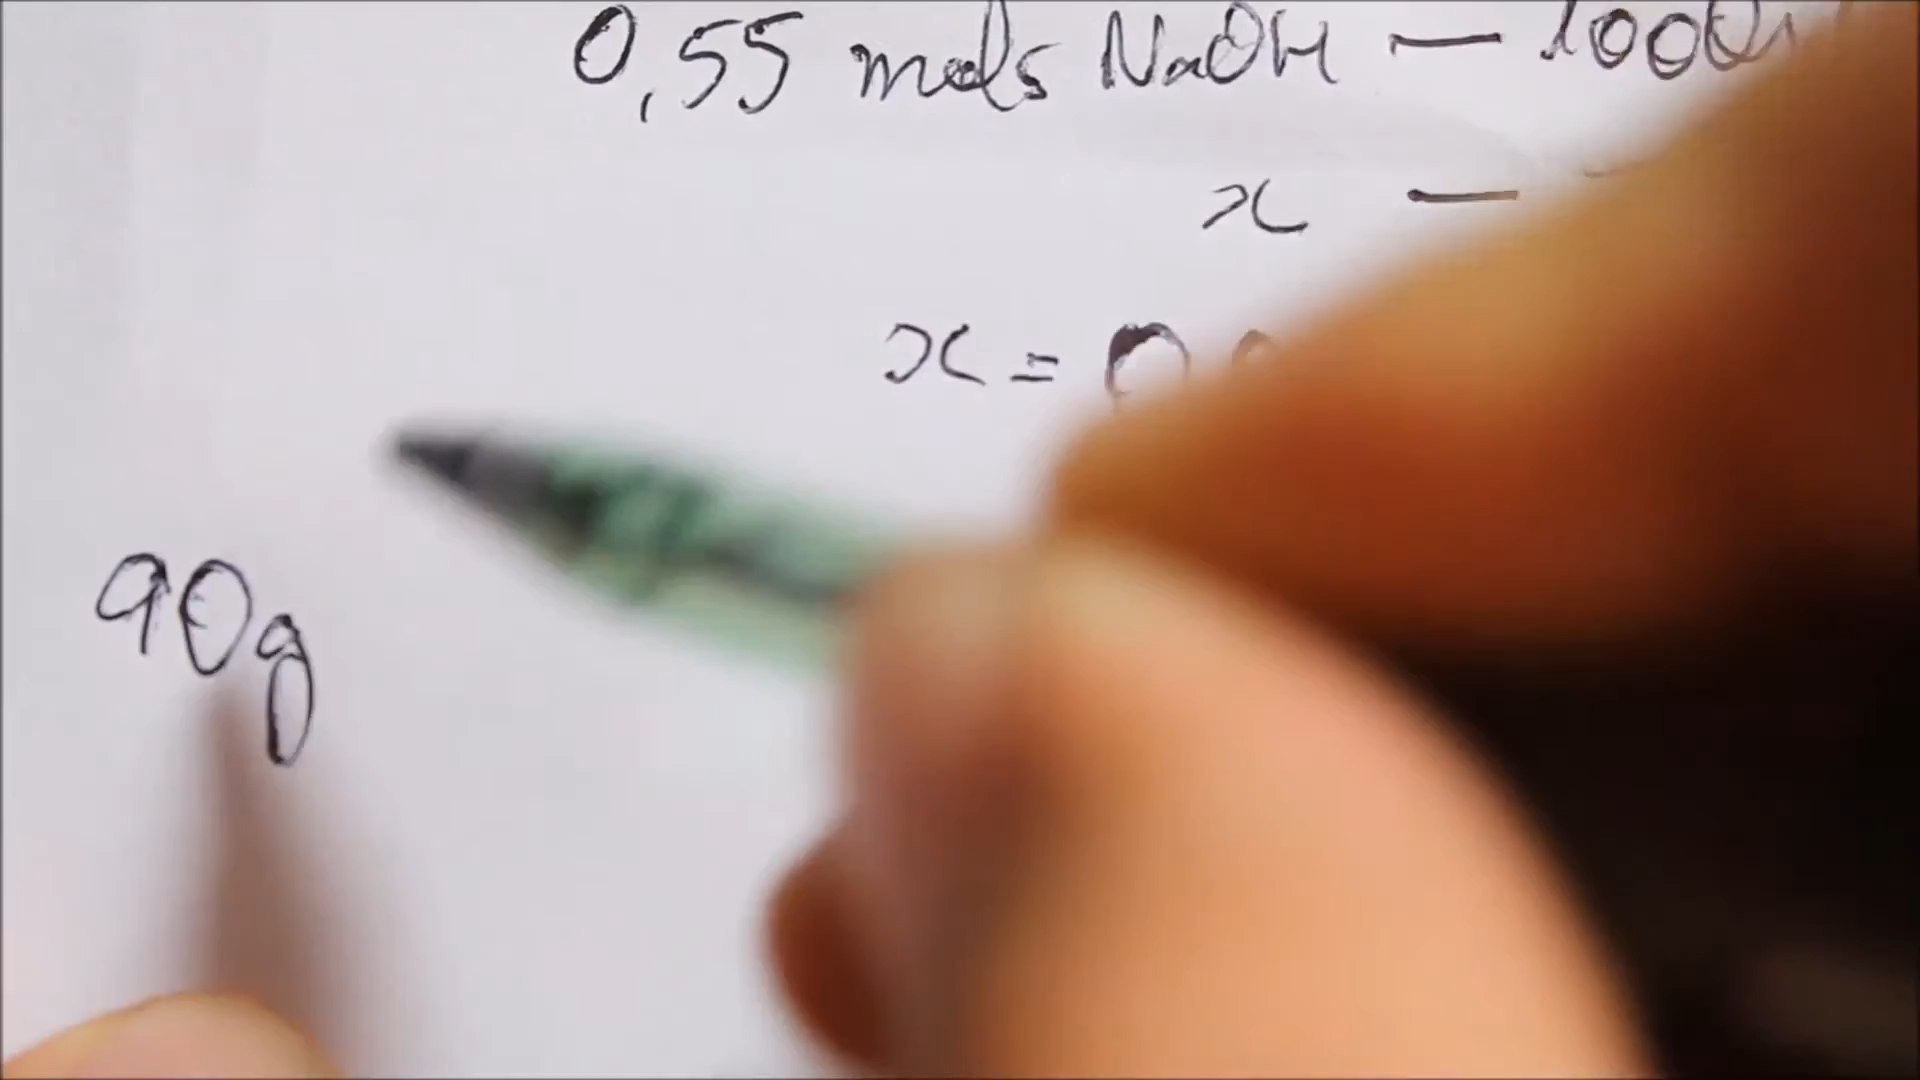 0,55 mols NaOH — 1000
x —
x = 0
90g